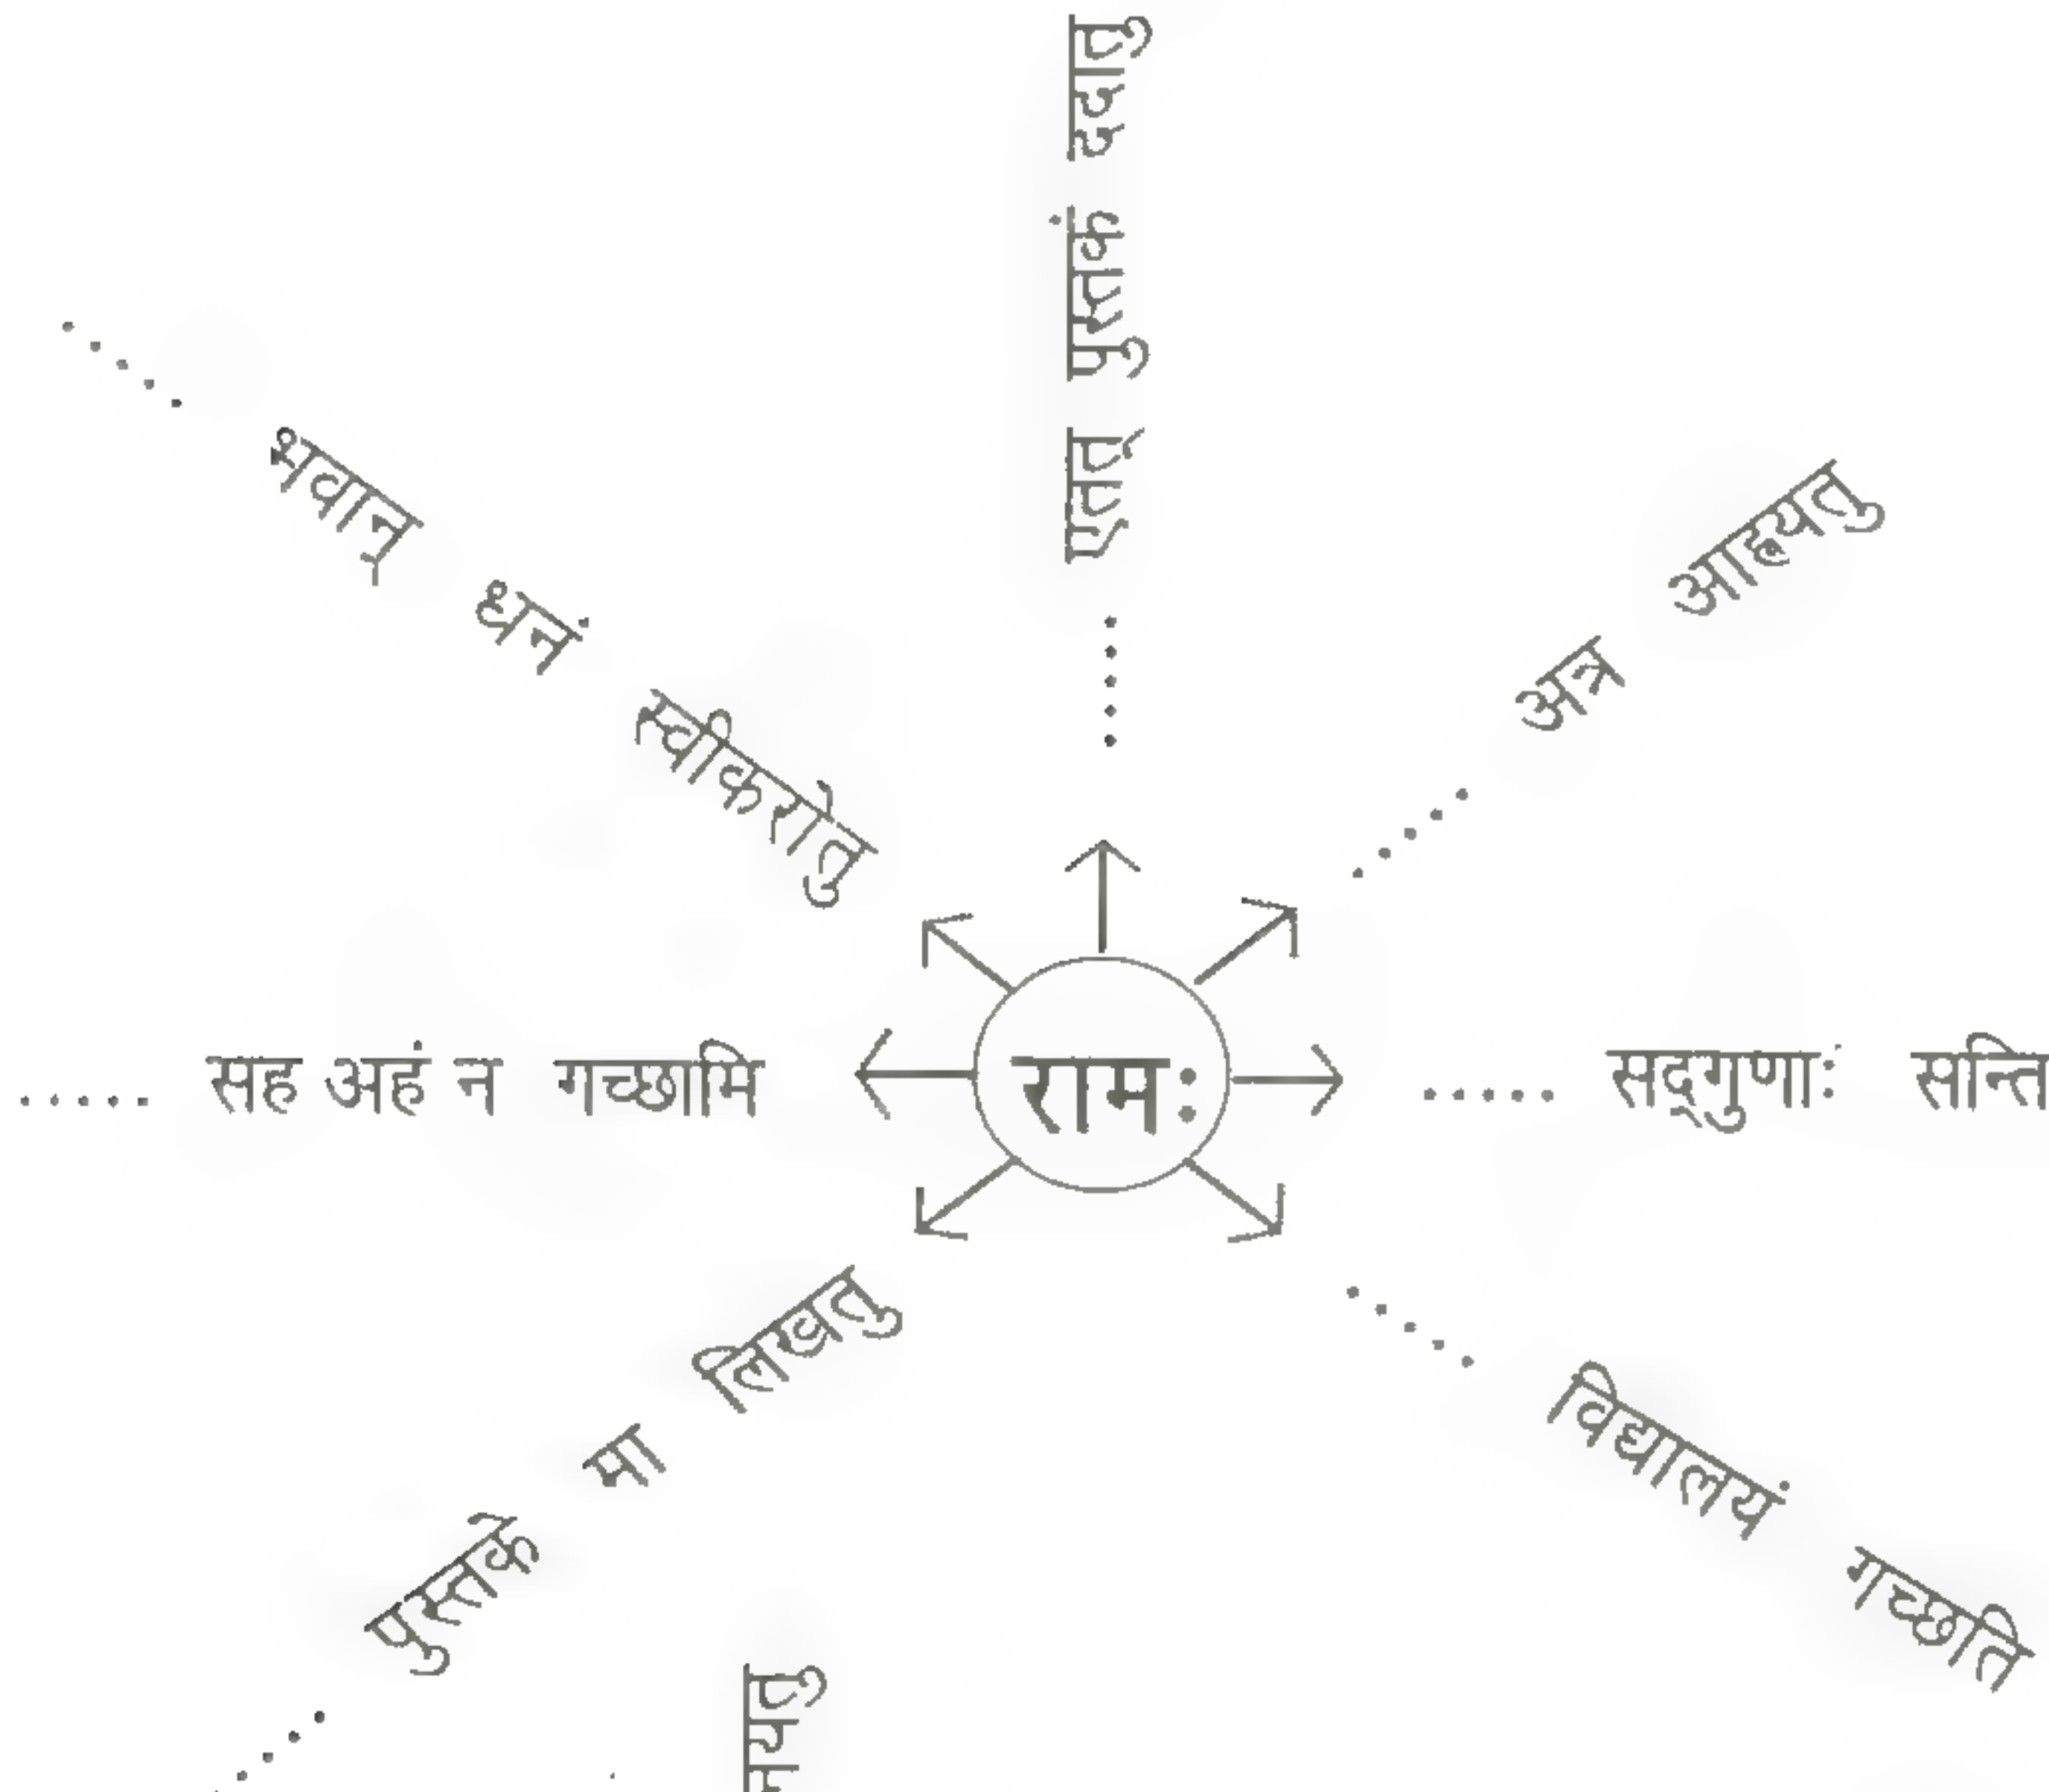 ..... एतत् पुस्तकं ददातु
..... भवान् धनं स्वीकरोतु
..... अत्र आह्वयतु
..... सह अहं न गच्छामि
रामः
..... सद्गुणाः सन्ति
..... विद्यालयं गच्छति
..... पुस्तके मा लिखतु